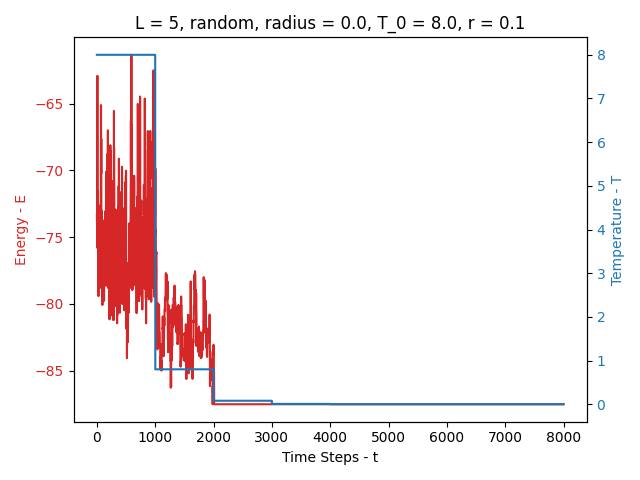 L = 5, random, radius = 0.0, T_0 = 8.0, r = 0.1
Energy - E
−65
−70
−75
−80
−85
8
7
6
5
4
3
2
1
0
Temperature - T
0 1000 2000 3000 4000 5000 6000 7000 8000
Time Steps - t